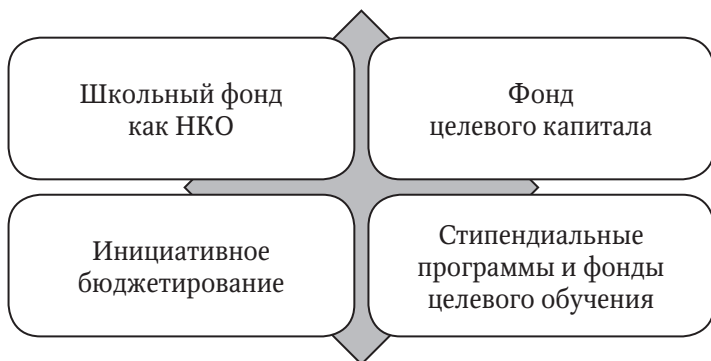 Школьный фонд
как НКО
Фонд
целевого капитала
Инициативное
бюджетирование
Стипендиальные
программы и фонды
целевого обучения